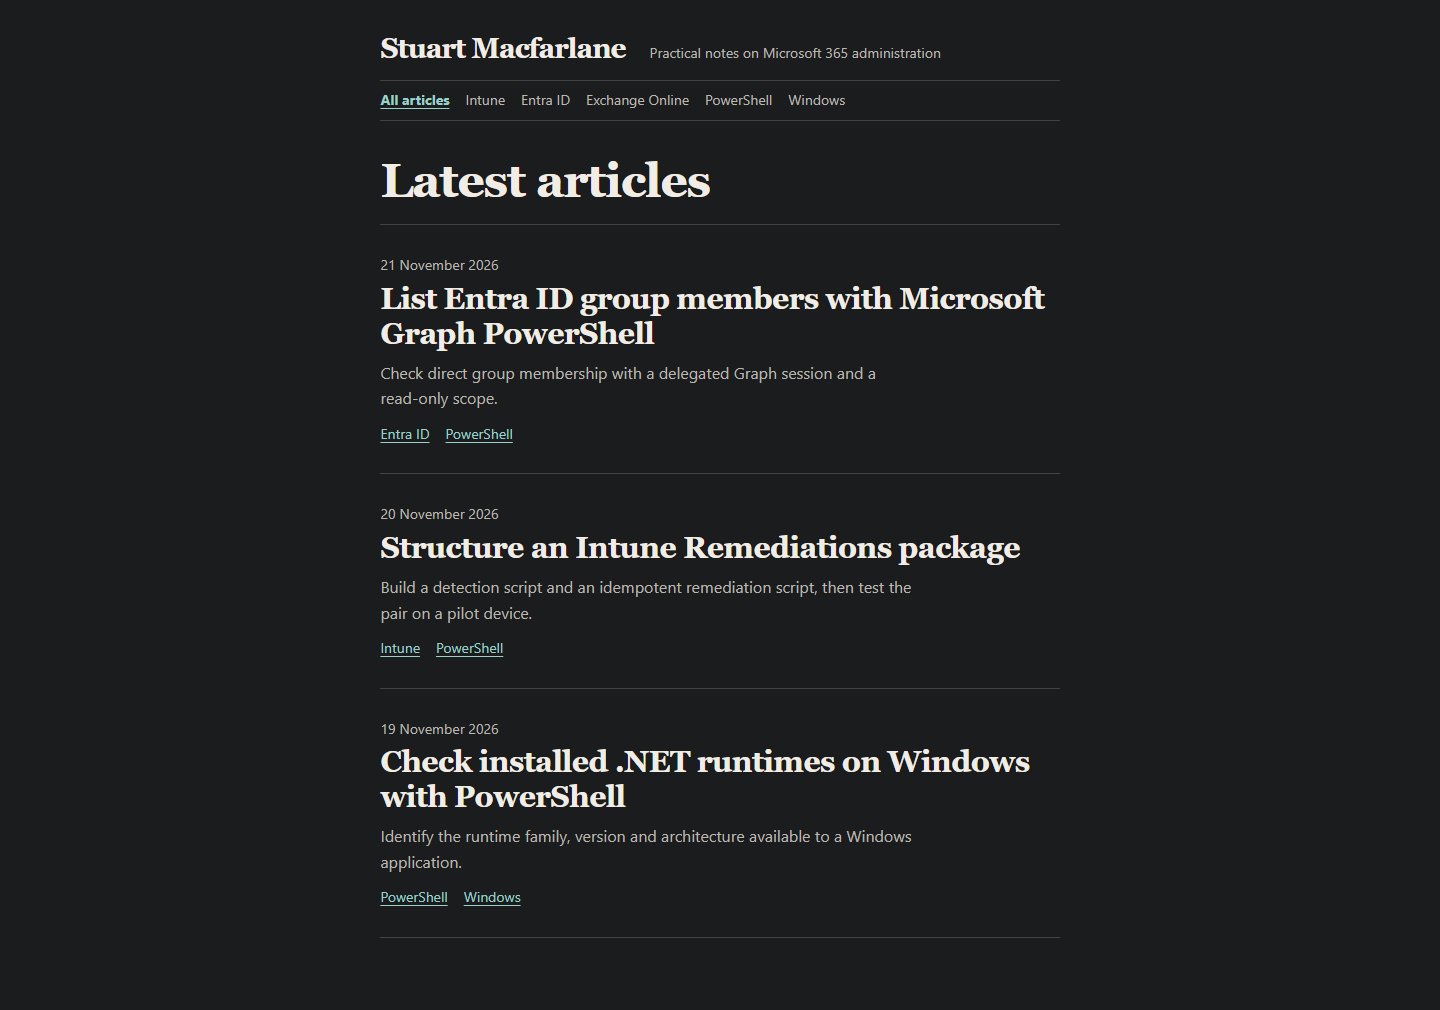 Stuart Macfarlane
Practical notes on Microsoft 365 administration
All articles Intune Entra ID Exchange Online PowerShell Windows
Latest articles
21 November 2026
List Entra ID group members with Microsoft
Graph PowerShell
Check direct group membership with a delegated Graph session and a
read-only scope.
Entra ID PowerShell
20 November 2026
Structure an Intune Remediations package
Build a detection script and an idempotent remediation script, then test the
pair on a pilot device.
Intune PowerShell
19 November 2026
Check installed .NET runtimes on Windows
with PowerShell
Identify the runtime family, version and architecture available to a Windows
application.
PowerShell Windows